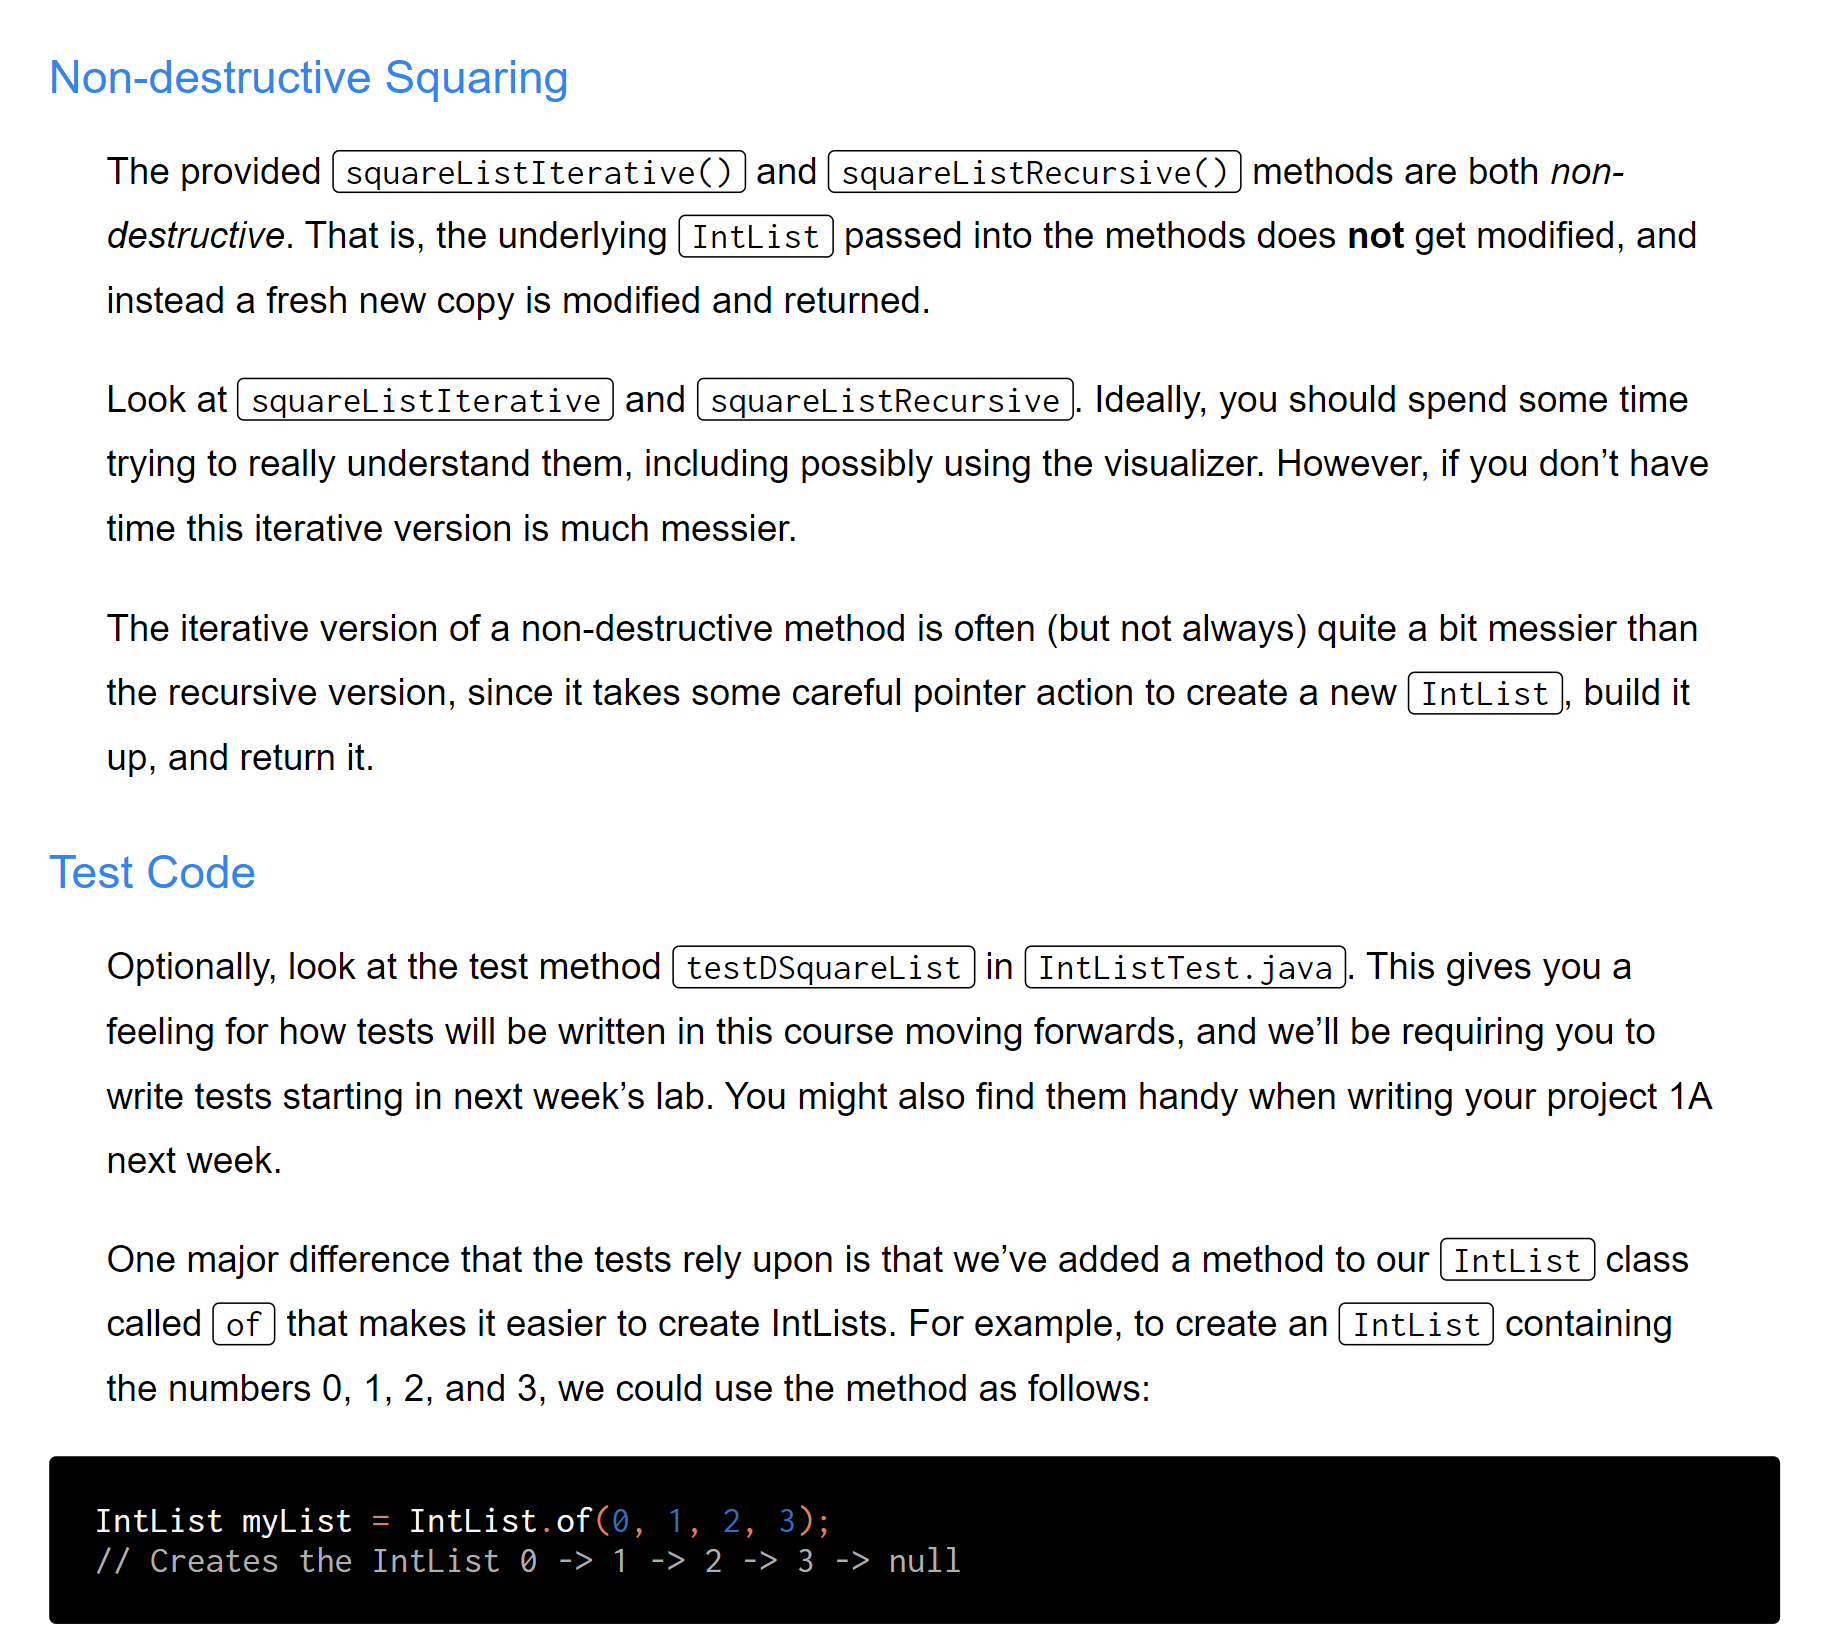 Non-destructive Squaring
The provided squareListIterative() and squareListRecursive() methods are both non-
destructive. That is, the underlying IntList passed into the methods does not get modified, and
instead a fresh new copy is modified and returned.
Look at squareListIterative and squareListRecursive. Ideally, you should spend some time
trying to really understand them, including possibly using the visualizer. However, if you don’t have
time this iterative version is much messier.
The iterative version of a non-destructive method is often (but not always) quite a bit messier than
the recursive version, since it takes some careful pointer action to create a new IntList, build it
up, and return it.
Test Code
Optionally, look at the test method testDSquareList in IntListTest.java. This gives you a
feeling for how tests will be written in this course moving forwards, and we’ll be requiring you to
write tests starting in next week’s lab. You might also find them handy when writing your project 1A
next week.
One major difference that the tests rely upon is that we’ve added a method to our IntList class
called of that makes it easier to create IntLists. For example, to create an IntList containing
the numbers 0, 1, 2, and 3, we could use the method as follows:
IntList myList = IntList.of(0, 1, 2, 3);
// Creates the IntList 0 -> 1 -> 2 -> 3 -> null